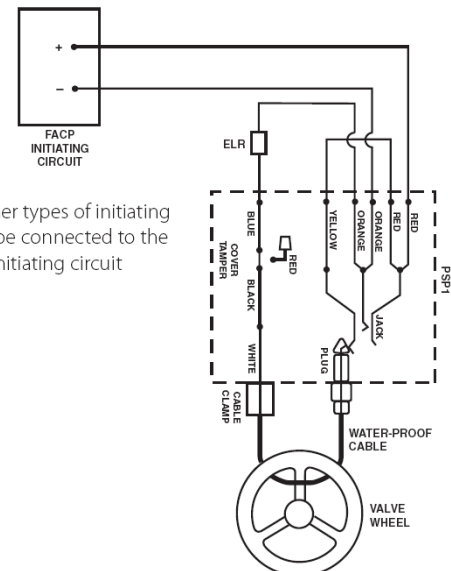 +
−
FACP
INITIATING
CIRCUIT
ELR
er types of initiating
be connected to the
nitiating circuit
BLUE
COVER
TAMPER
RED
BLACK
WHITE
YELLOW
ORANGE
ORANGE
RED
RED
PSP1
JACK
PLUG
CABLE
CLAMP
WATER-PROOF
CABLE
VALVE
WHEEL